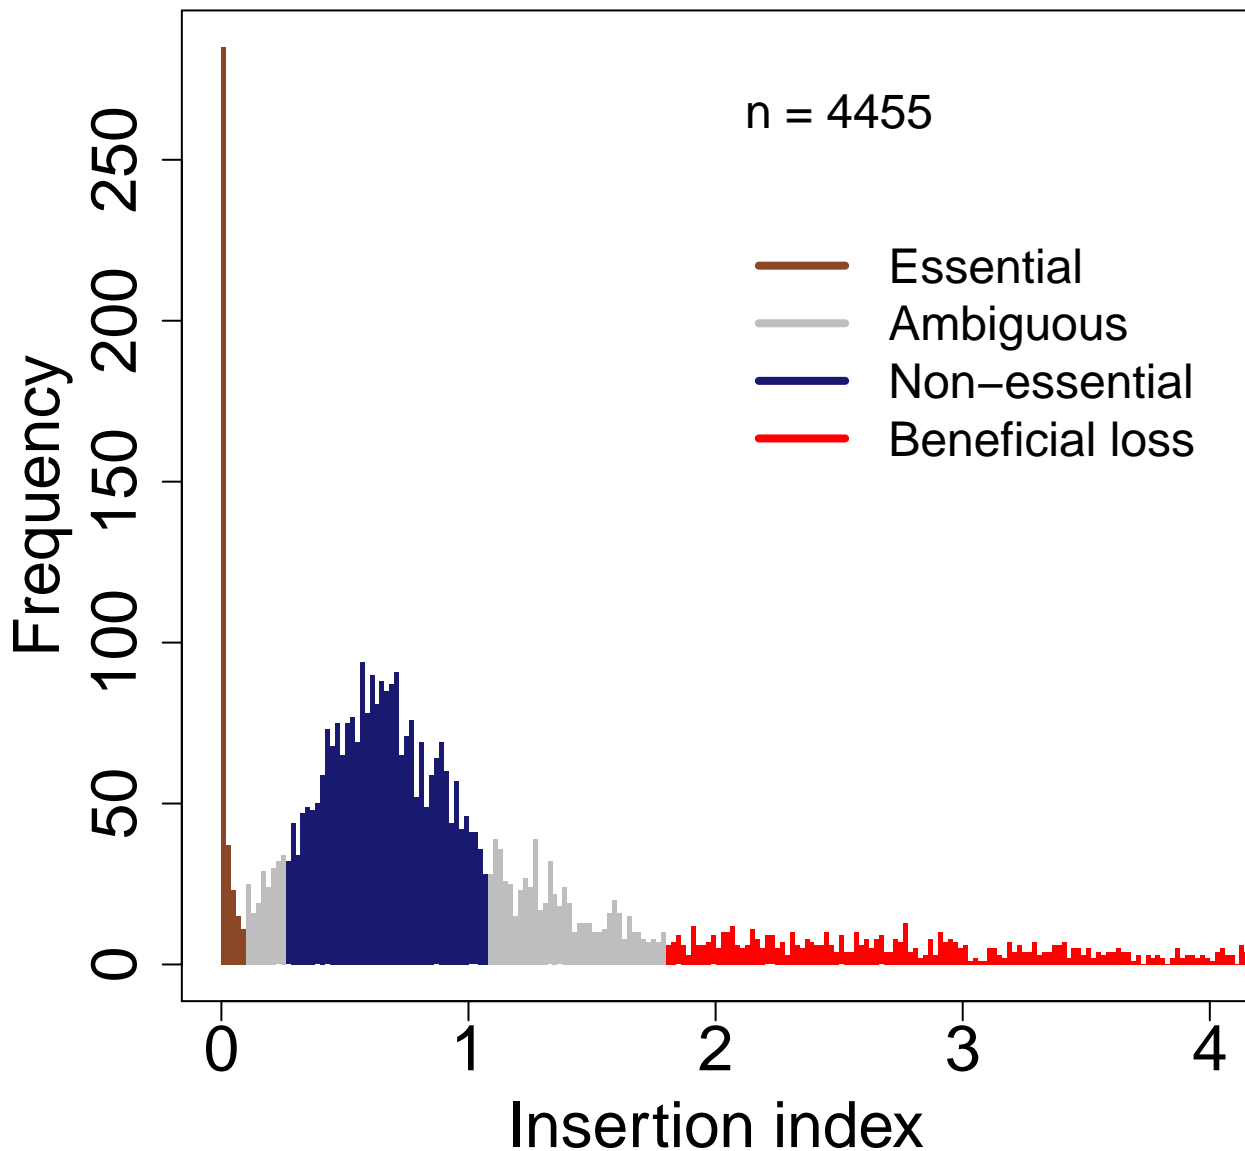 n = 4455
Essential
Ambiguous
Non−essential
Beneficial loss
Frequency
250
200
150
100
50
0
0 1 2 3 4
Insertion index